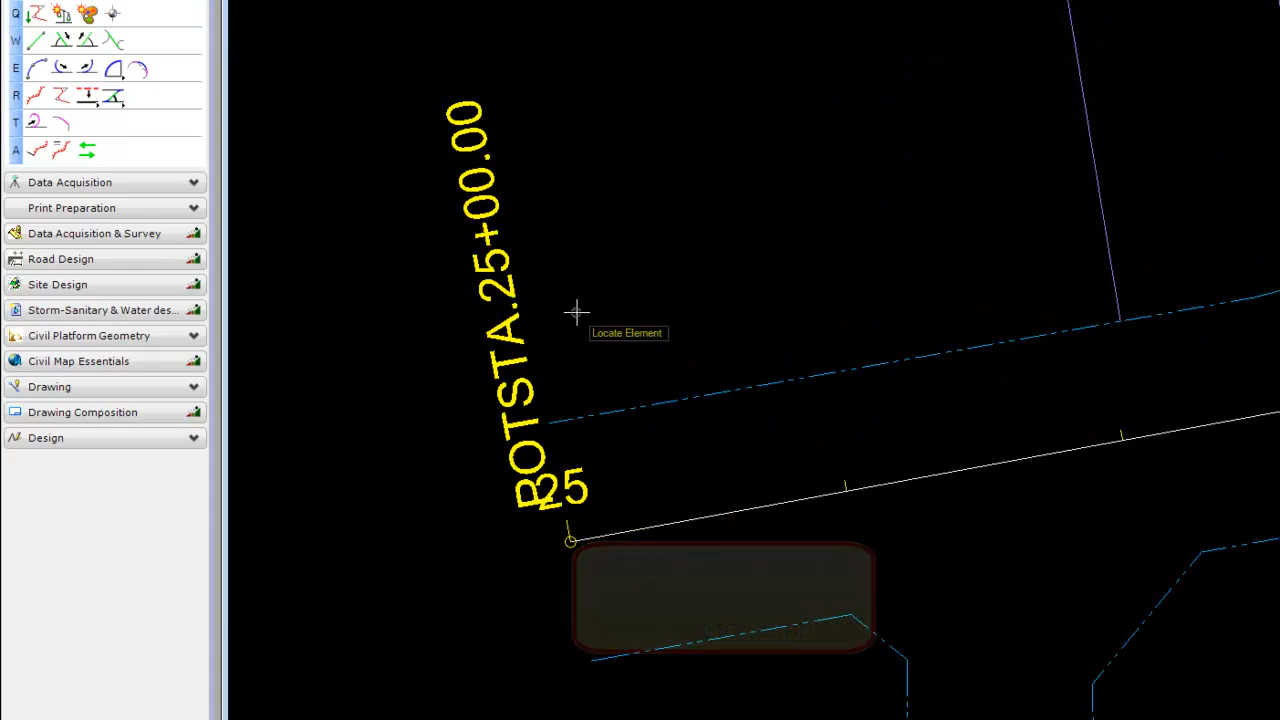 Q
W
E
R
T
A
Data Acquisition
Print Preparation
Data Acquisition & Survey
Road Design
Site Design
Storm-Sanitary & Water des...
Civil Platform Geometry
Civil Map Essentials
Drawing
Drawing Composition
Design
POTSTA.25+00.00
25
Locate Element